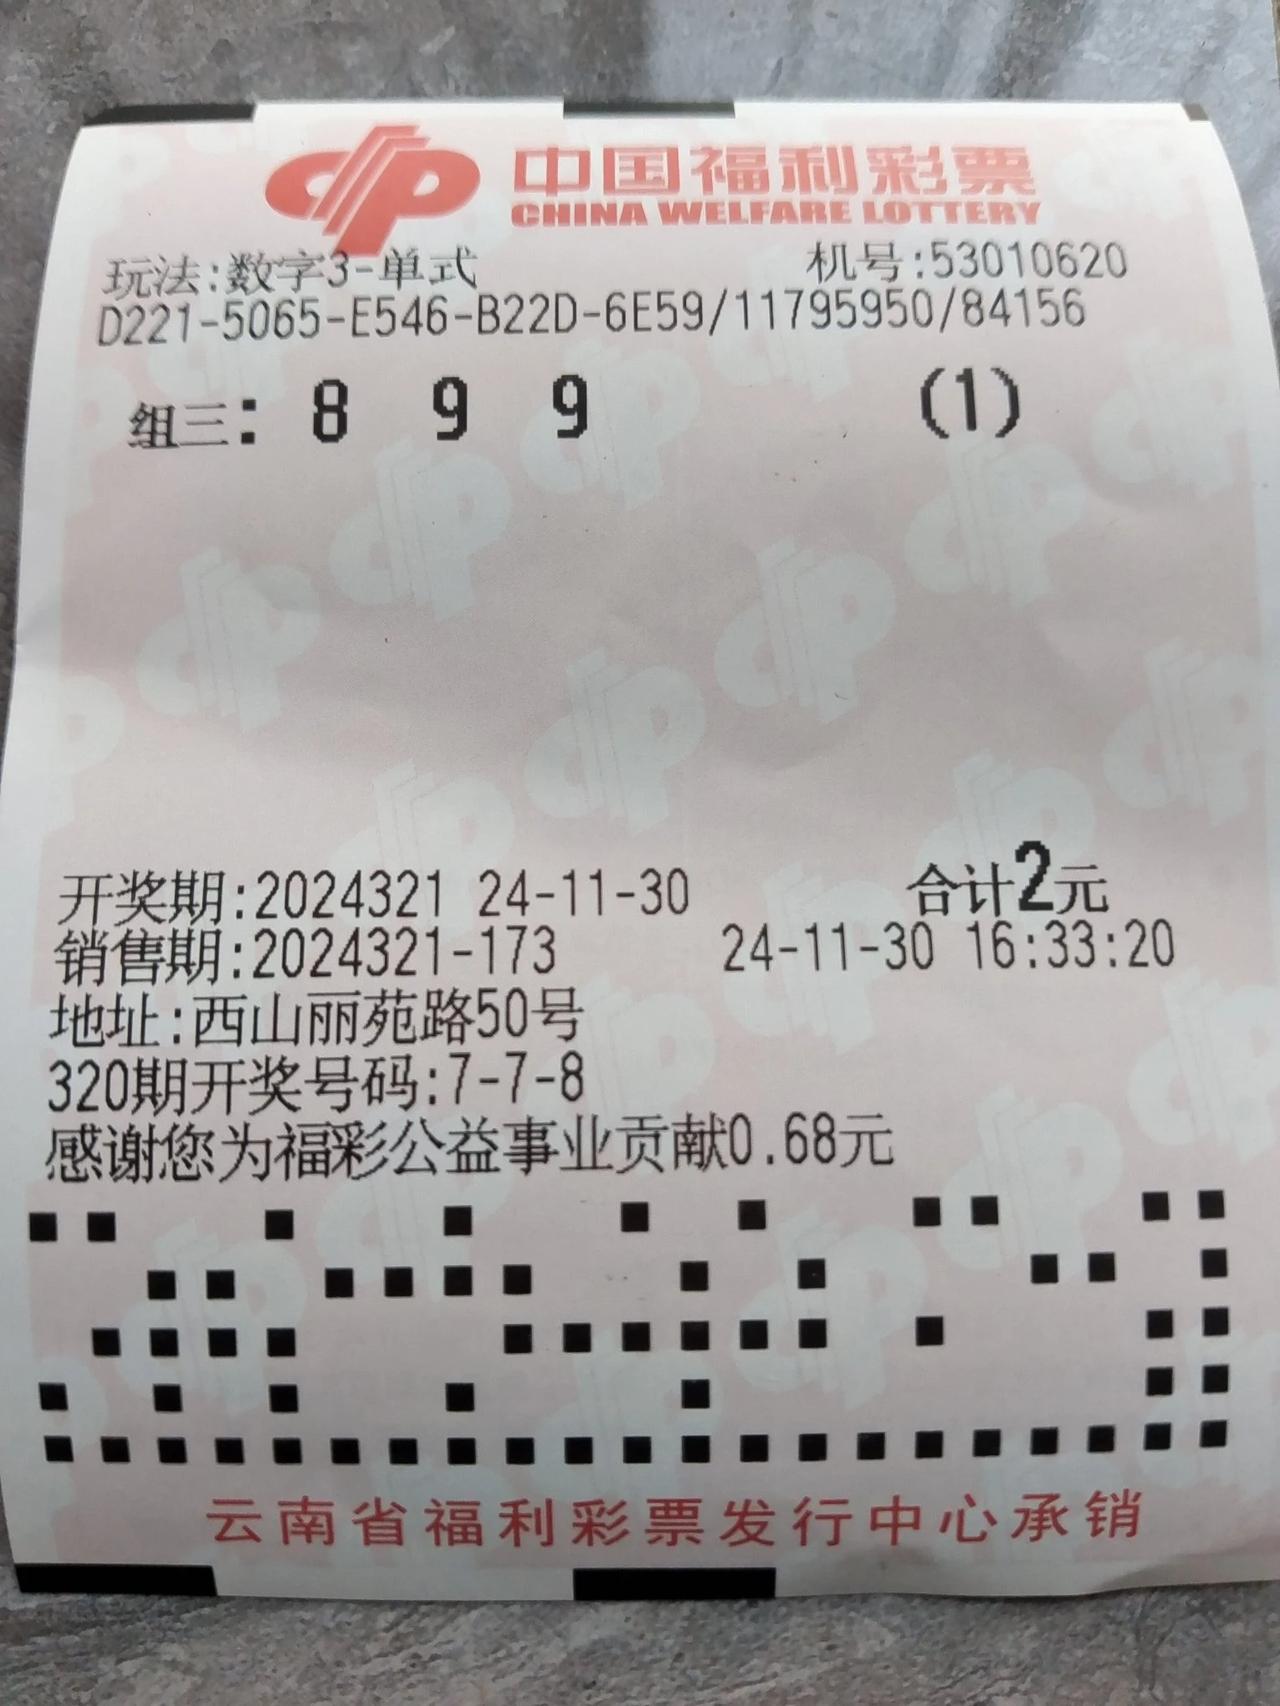 中国福利彩票
CHINA WELFARE LOTTERY
玩法:数字3-单式 机号:53010620
D221-5065-E546-B22D-6E59/11795950/84156
组三: 8 9 9 (1)
开奖期:2024321 24-11-30 合计2元
销售期:2024321-173 24-11-30 16:33:20
地址:西山丽苑路50号
320期开奖号码:7-7-8
感谢您为福彩公益事业贡献0.68元
云南省福利彩票发行中心承销